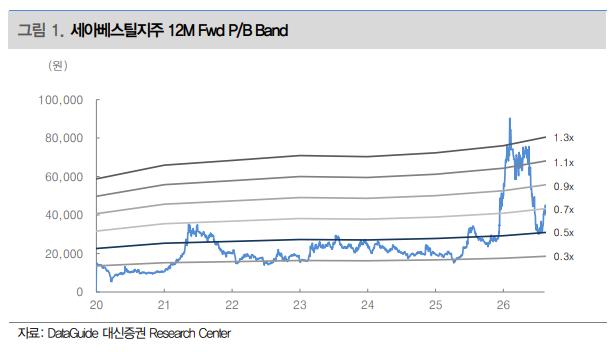 그림 1. 세아베스틸지주 12M Fwd P/B Band
(원)
100,000
80,000
60,000
40,000
20,000
0
1.3x
1.1x
0.9x
0.7x
0.5x
0.3x
20 21 22 23 24 25 26
자료: DataGuide 대신증권 Research Center